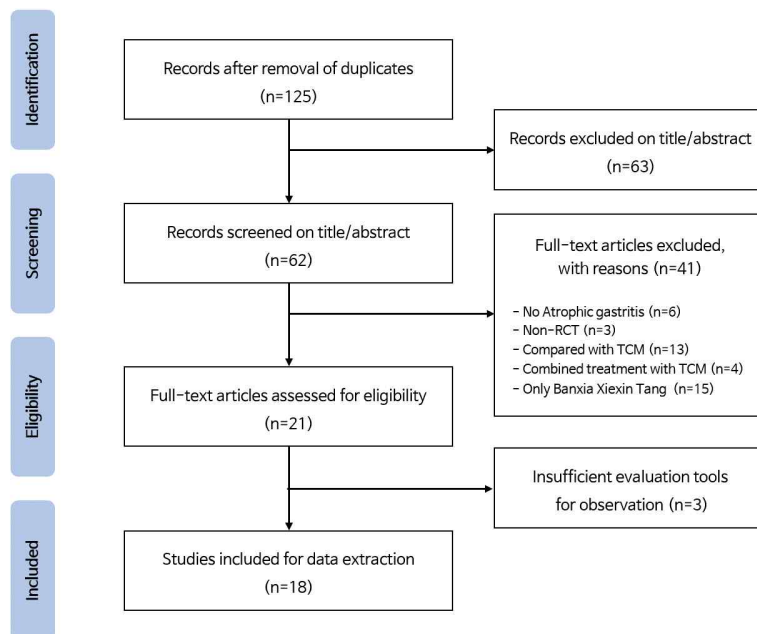 Identification
Records after removal of duplicates
(n=125)
Records excluded on title/abstract
(n=63)
Screening
Records screened on title/abstract
(n=62)
Full-text articles excluded,
with reasons (n=41)
- No Atrophic gastritis (n=6)
- Non-RCT (n=3)
- Compared with TCM (n=13)
- Combined treatment with TCM (n=4)
- Only Banxia Xiexin Tang (n=15)
Eligibility
Full-text articles assessed for eligibility
(n=21)
Insufficient evaluation tools
for observation (n=3)
Included
Studies included for data extraction
(n=18)